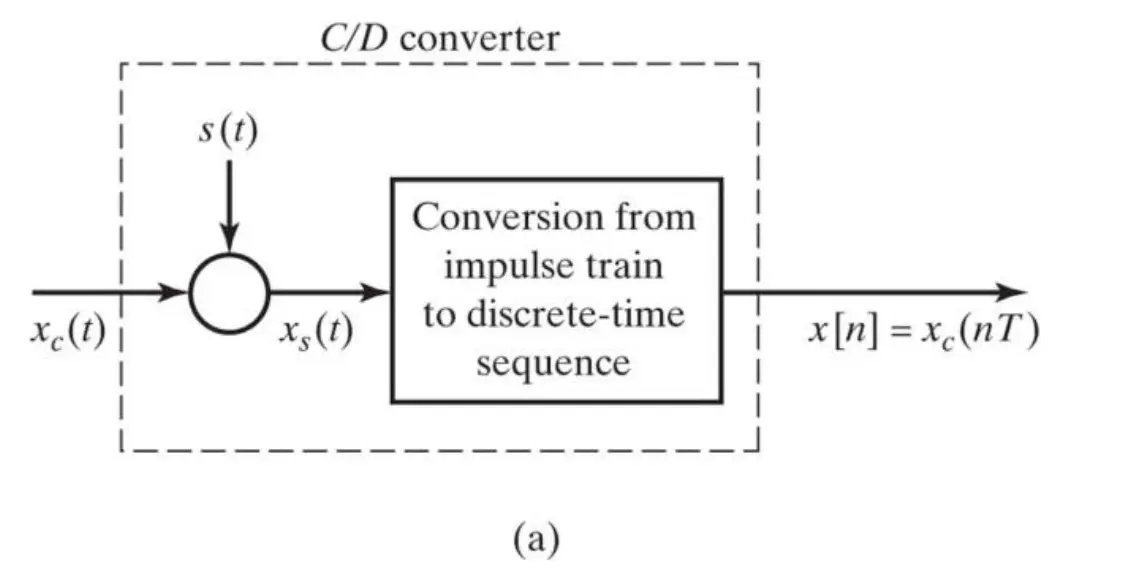 C/D converter
s(t)
Conversion from
impulse train
to discrete-time
sequence
x_c(t)
x_s(t)
x[n] = x_c(nT)
(a)